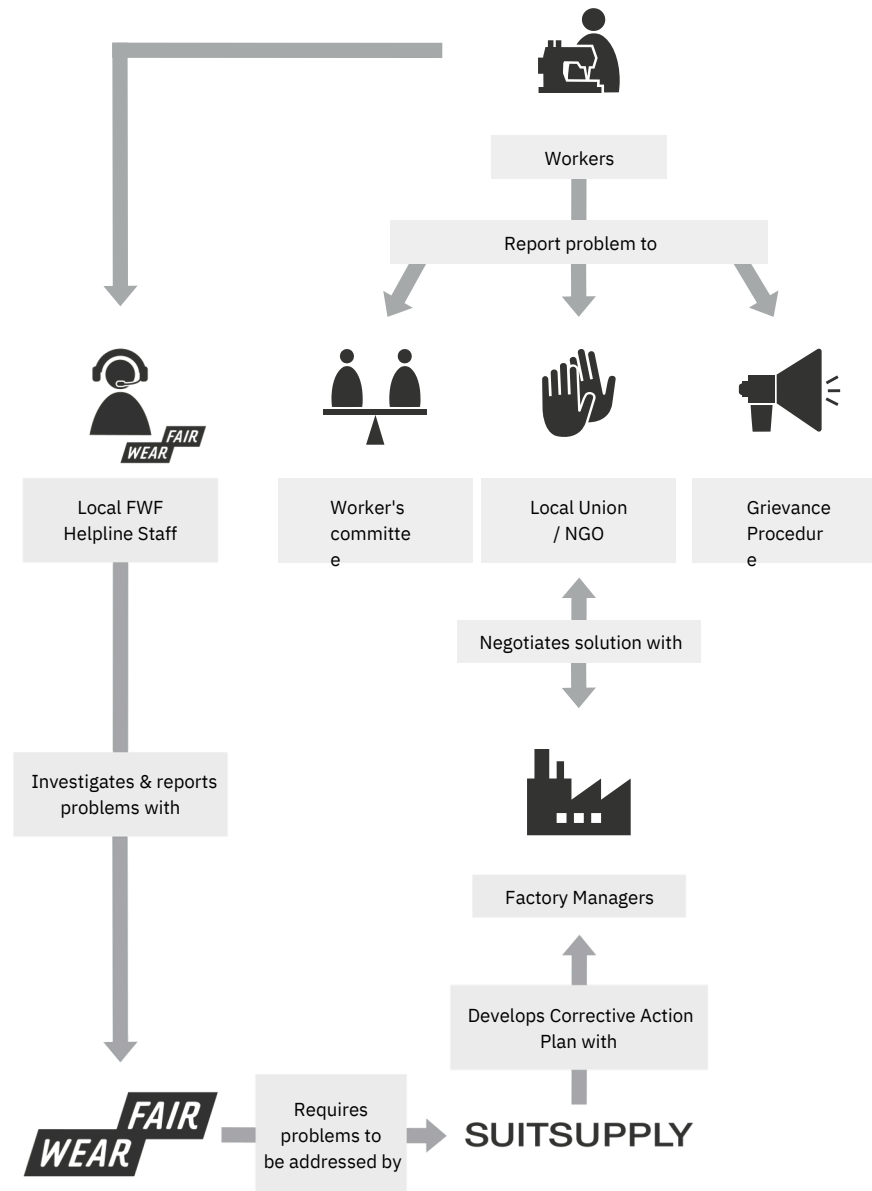 Workers
Report problem to
FAIR
WEAR
Local FWF
Helpline Staff
Worker's
committe
e
Local Union
/ NGO
Grievance
Procedur
e
Negotiates solution with
Investigates & reports
problems with
Factory Managers
Develops Corrective Action
Plan with
FAIR
WEAR
Requires
problems to
be addressed by
SUITSUPPLY